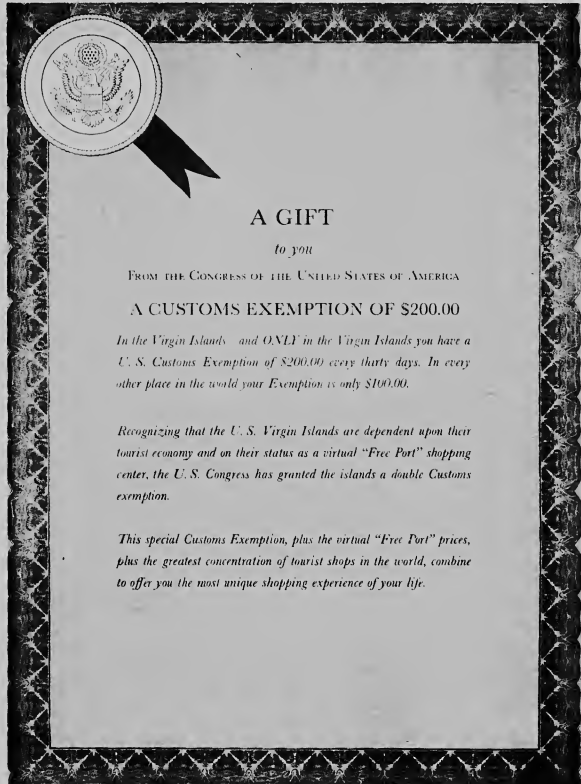 A GIFT
to you
FROM THE CONGRESS OF THE UNITED STATES OF AMERICA
A CUSTOMS EXEMPTION OF $200.00
In the Virgin Islands and ONLY in the Virgin Islands you have a
U. S. Customs Exemption of $200.00 every thirty days. In every
other place in the world your Exemption is only $100.00.
Recognizing that the U. S. Virgin Islands are dependent upon their
tourist economy and on their status as a virtual “Free Port” shopping
center, the U. S. Congress has granted the islands a double Customs
exemption.
This special Customs Exemption, plus the virtual “Free Port” prices,
plus the greatest concentration of tourist shops in the world, combine
to offer you the most unique shopping experience of your life.